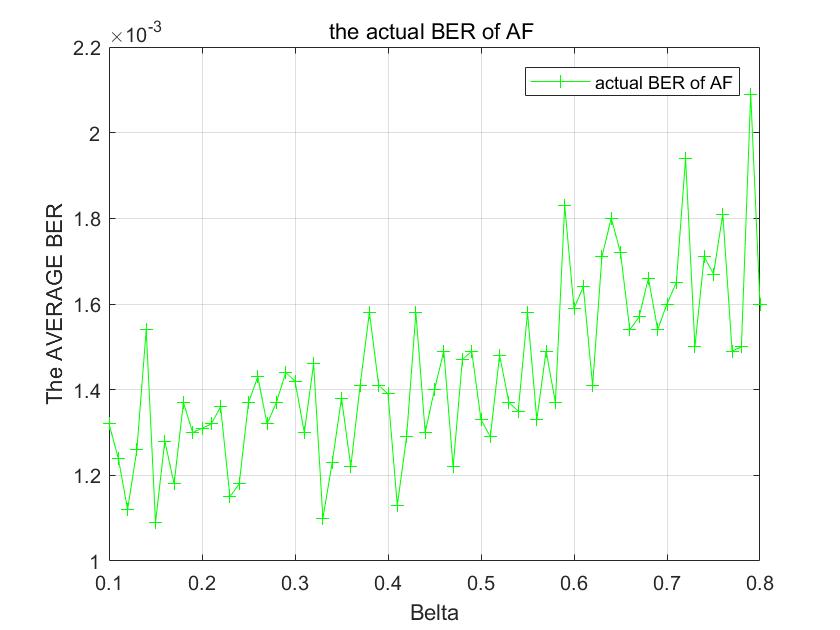 the actual BER of AF
×10-3
actual BER of AF
2.2
2
1.8
1.6
1.4
1.2
1
The AVERAGE BER
0.1 0.2 0.3 0.4 0.5 0.6 0.7 0.8
Belta